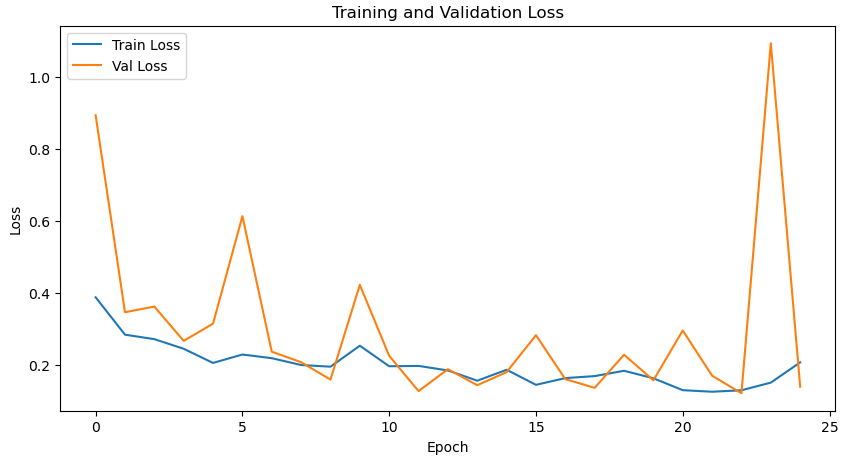 Training and Validation Loss
Train Loss
Val Loss
1.0
0.8
0.6
0.4
0.2
Loss
0 5 10 15 20 25
Epoch